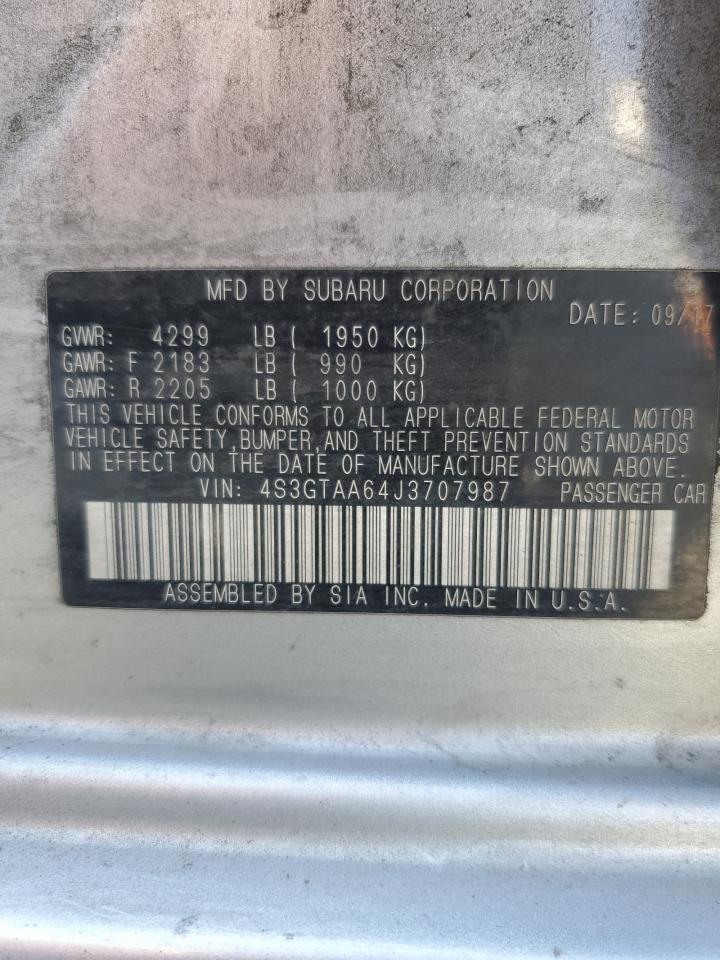 MFD BY SUBARU CORPORATION
DATE: 09/17
GVWR: 4299 LB ( 1950 KG)
GAWR: F 2183 LB ( 990 KG)
GAWR: R 2205 LB ( 1000 KG)
THIS VEHICLE CONFORMS TO ALL APPLICABLE FEDERAL MOTOR
VEHICLE SAFETY,BUMPER,AND THEFT PREVENTION STANDARDS
IN EFFECT ON THE DATE OF MANUFACTURE SHOWN ABOVE.
VIN: 4S3GTAA64J3707987 PASSENGER CAR
ASSEMBLED BY SIA INC. MADE IN U.S.A.